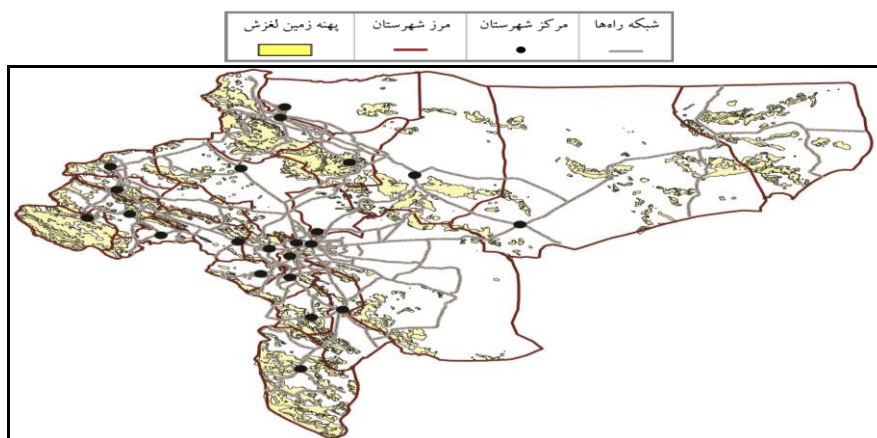 شبکه راه‌ها
مرکز شهرستان
مرز شهرستان
پهنه زمین لغزش